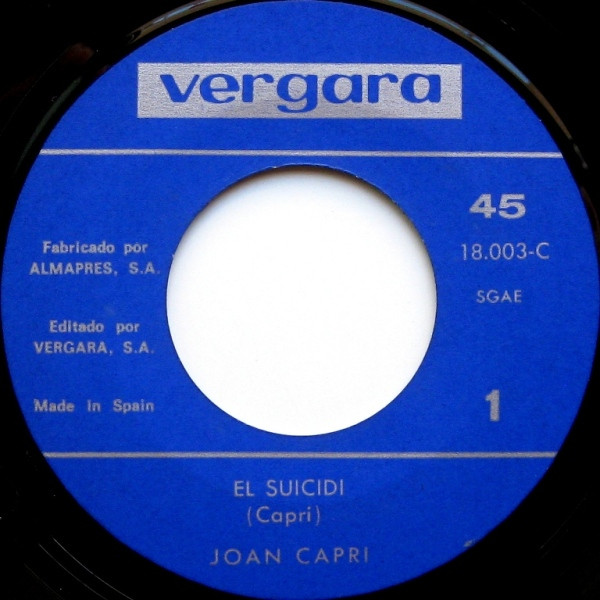 vergara
45
18.003-C
SGAE
1
Fabricado por
ALMAPRES, S.A.
Editado por
VERGARA, S.A.
Made in Spain
EL SUICIDI
(Capri)
JOAN CAPRI